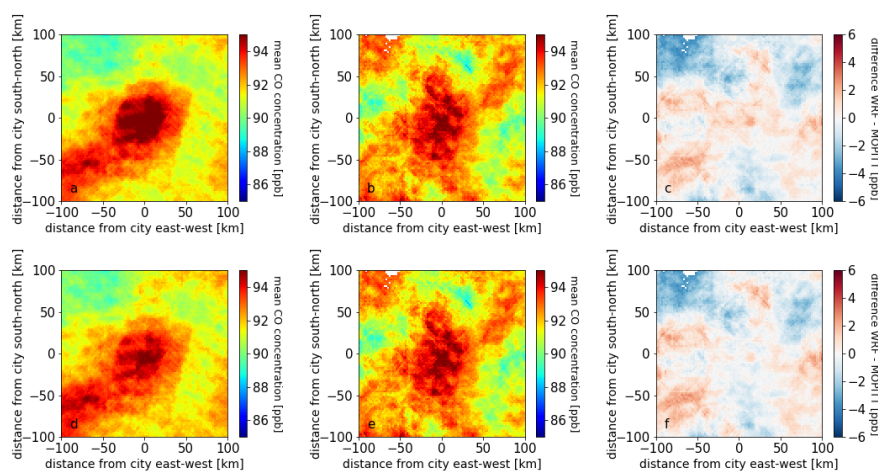 100
50
0
−50
−100
−100 −50 0 50 100
distance from city south-north [km]
distance from city east-west [km]
a
94
92
90
88
86
mean CO concentration [ppb]
100
50
0
−50
−100
−100 −50 0 50 100
distance from city south-north [km]
distance from city east-west [km]
b
94
92
90
88
86
mean CO concentration [ppb]
100
50
0
−50
−100
−100 −50 0 50 100
distance from city south-north [km]
distance from city east-west [km]
c
6
4
2
0
−2
−4
−6
difference WRF - MOPITT [ppb]
100
50
0
−50
−100
−100 −50 0 50 100
distance from city south-north [km]
distance from city east-west [km]
d
94
92
90
88
86
mean CO concentration [ppb]
100
50
0
−50
−100
−100 −50 0 50 100
distance from city south-north [km]
distance from city east-west [km]
e
94
92
90
88
86
mean CO concentration [ppb]
100
50
0
−50
−100
−100 −50 0 50 100
distance from city south-north [km]
distance from city east-west [km]
f
6
4
2
0
−2
−4
−6
difference WRF - MOPITT [ppb]